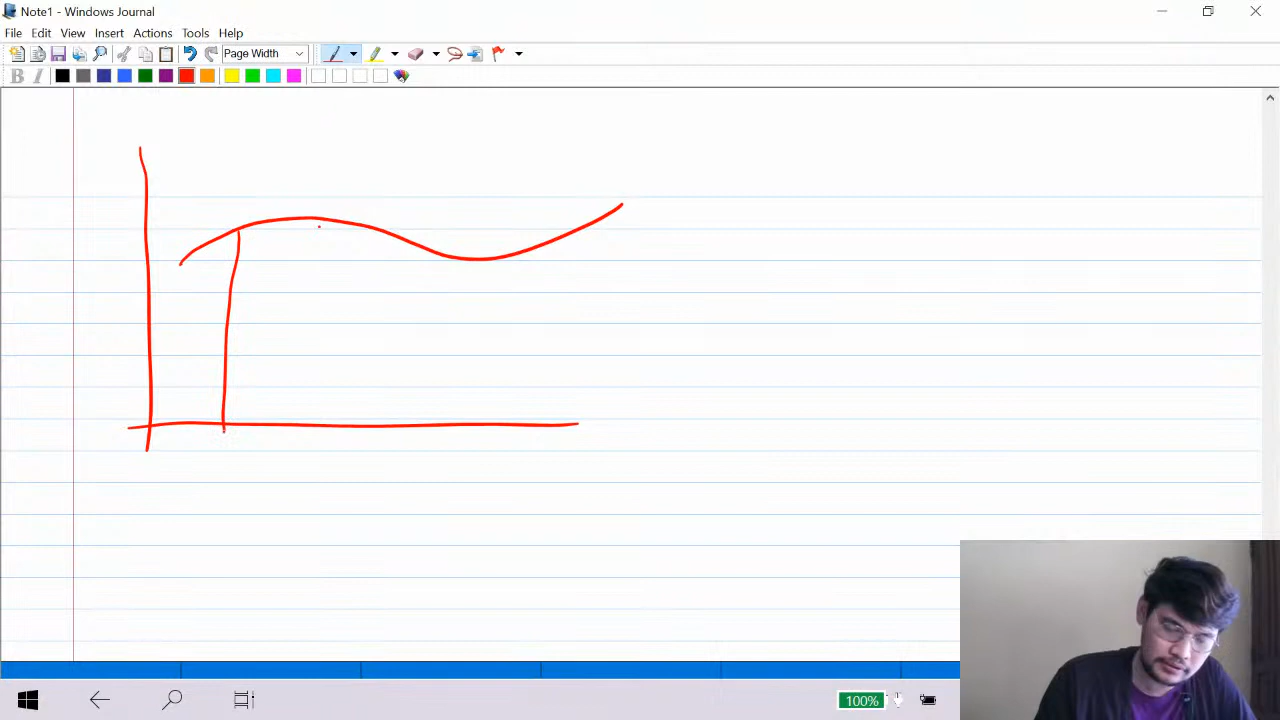 Note1 - Windows Journal
File Edit View Insert Actions Tools Help
Page Width
B I
100%